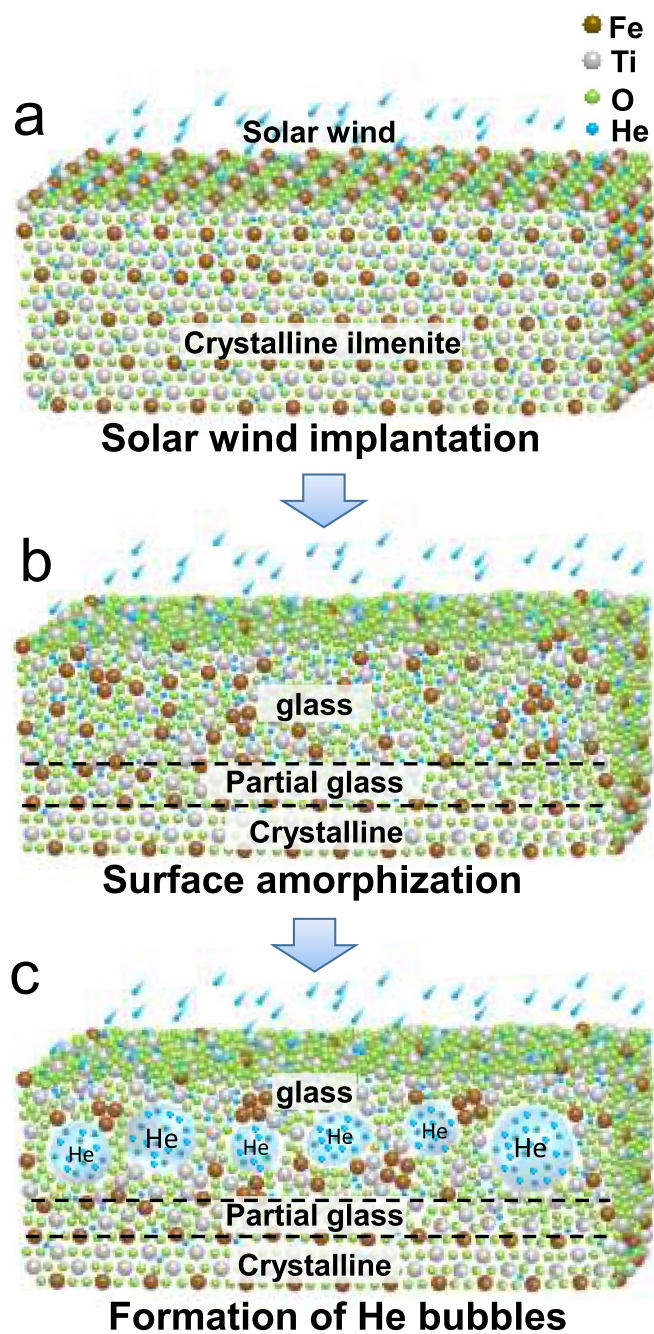 Fe
Ti
O
He
a
Solar wind
Crystalline ilmenite
Solar wind implantation
b
glass
Partial glass
Crystalline
Surface amorphization
c
glass
He
He
He
He
He
He
Partial glass
Crystalline
Formation of He bubbles